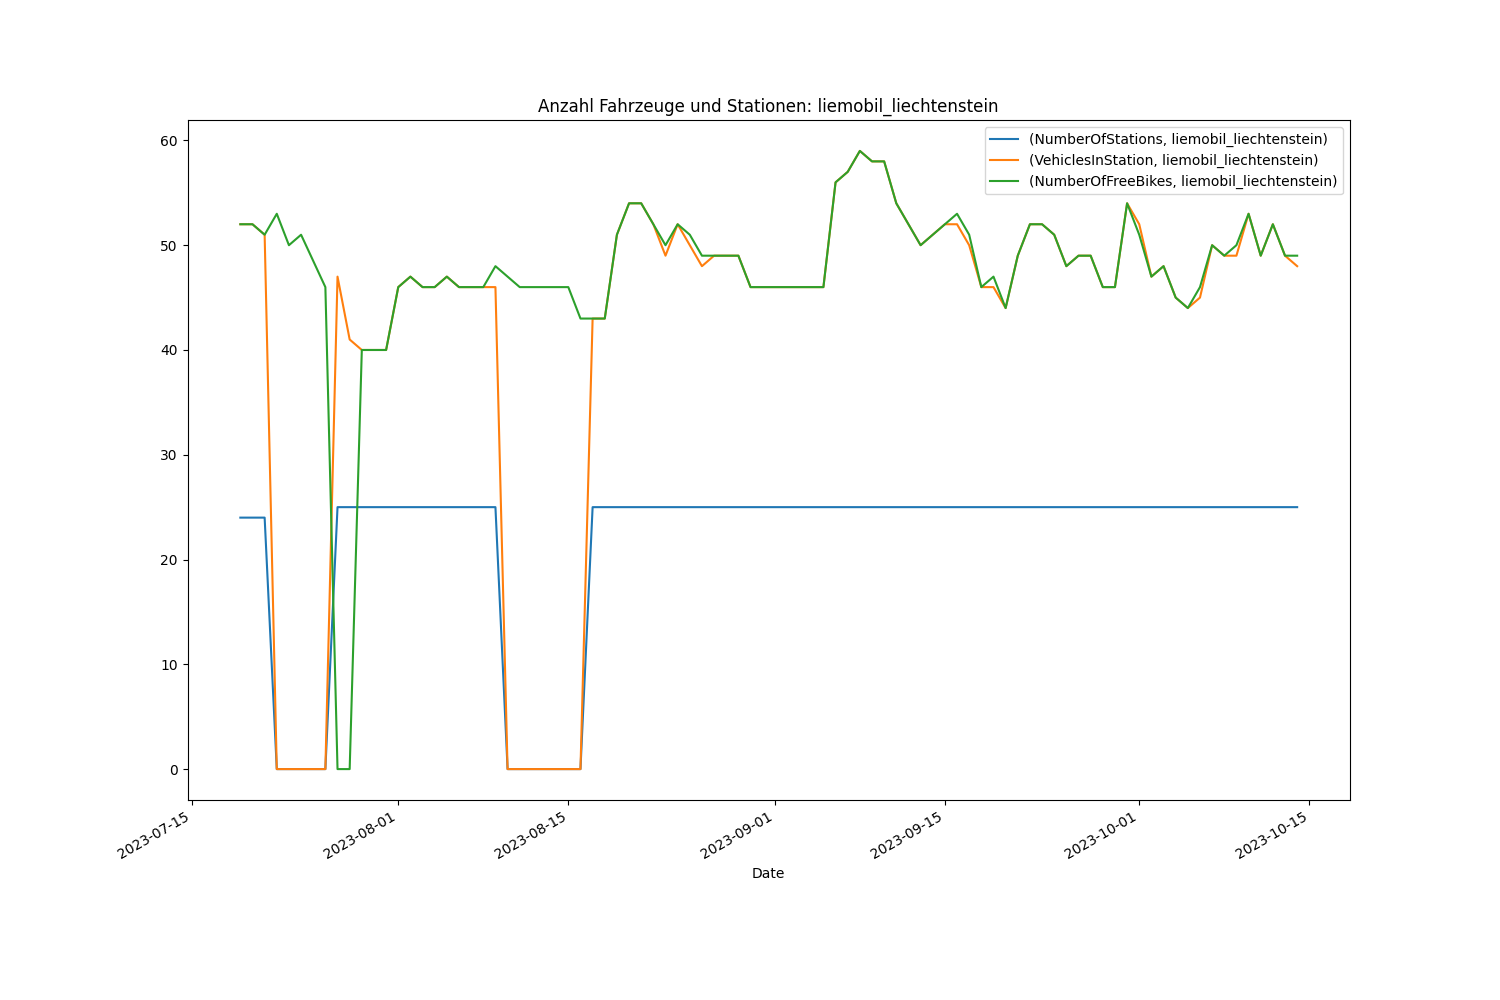 Anzahl Fahrzeuge und Stationen: liemobil_liechtenstein
(NumberOfStations, liemobil_liechtenstein)
(VehiclesInStation, liemobil_liechtenstein)
(NumberOfFreeBikes, liemobil_liechtenstein)
60
50
40
30
20
10
0
2023-07-15
2023-08-01
2023-08-15
2023-09-01
2023-09-15
2023-10-01
2023-10-15
Date